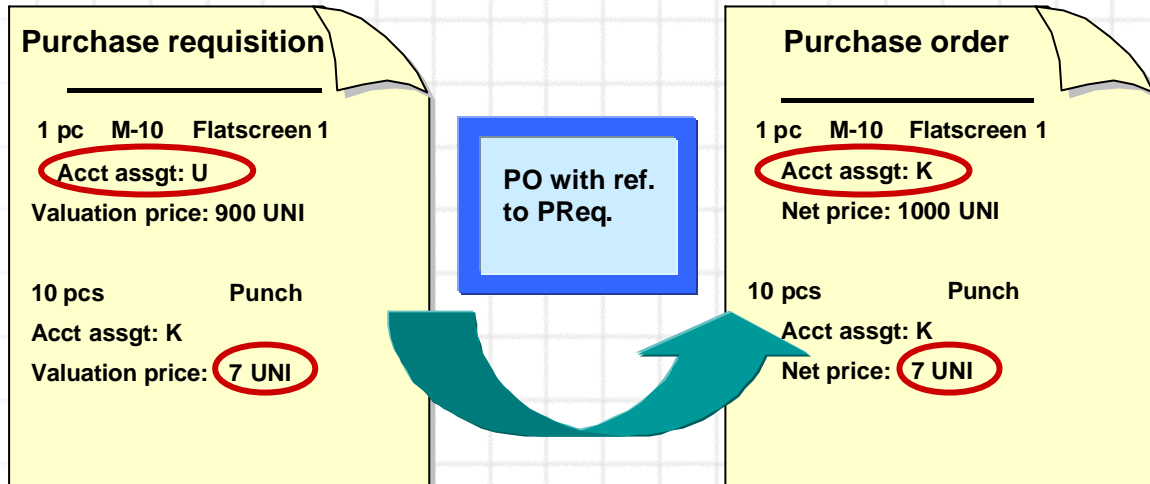 Purchase requisition
1 pc M-10 Flatscreen 1
Acct assgt: U
Valuation price: 900 UNI
10 pcs Punch
Acct assgt: K
Valuation price: 7 UNI
PO with ref.
to PReq.
Purchase order
1 pc M-10 Flatscreen 1
Acct assgt: K
Net price: 1000 UNI
10 pcs Punch
Acct assgt: K
Net price: 7 UNI